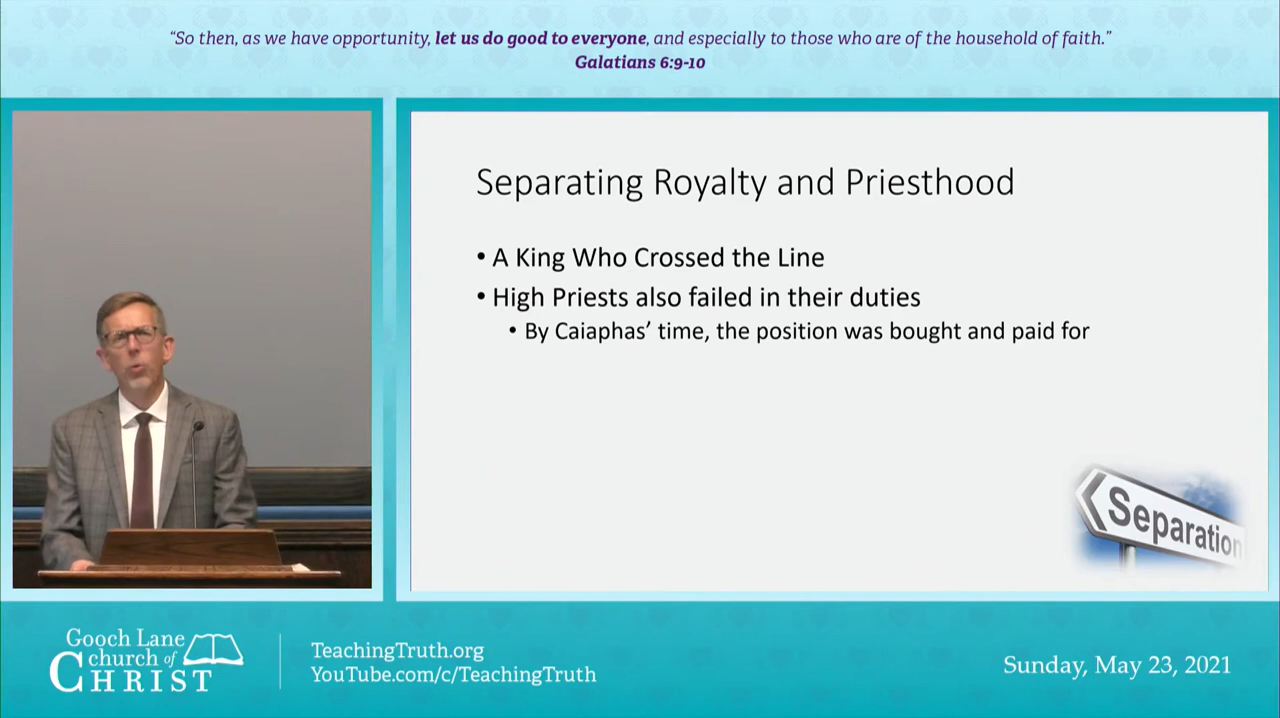 “So then, as we have opportunity, let us do good to everyone, and especially to those who are of the household of faith.”
Galatians 6:9-10
Separating Royalty and Priesthood
• A King Who Crossed the Line
• High Priests also failed in their duties
• By Caiaphas’ time, the position was bought and paid for
Separation
Gooch Lane
church of
CHRIST
TeachingTruth.org
YouTube.com/c/TeachingTruth
Sunday, May 23, 2021